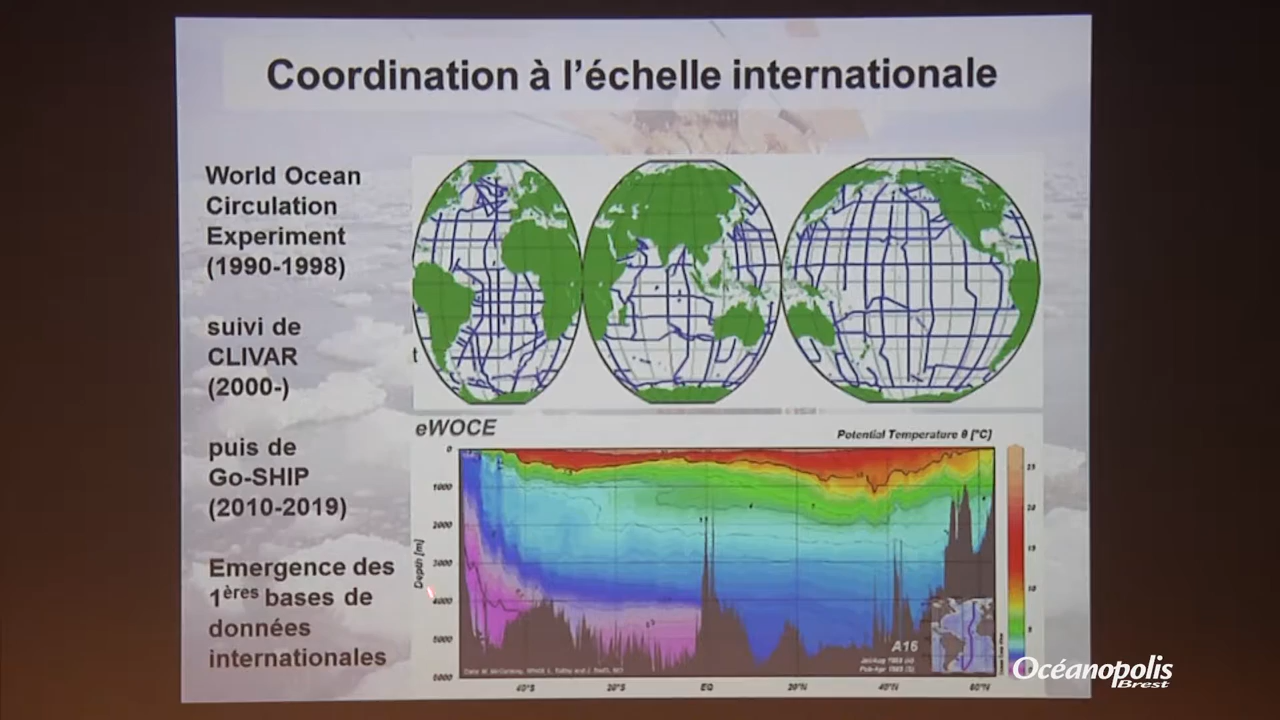 Coordination à l'échelle internationale
World Ocean
Circulation
Experiment
(1990-1998)
suivi de
CLIVAR
(2000-)
puis de
Go-SHIP
(2010-2019)
Emergence des
1ères bases de
données
internationales
t
eWOCE
Potential Temperature θ [°C]
0
1000
2000
3000
4000
5000
6000
Depth [m]
40°S
20°S
EQ
20°N
40°N
60°N
A16
Océanopolis
Brest